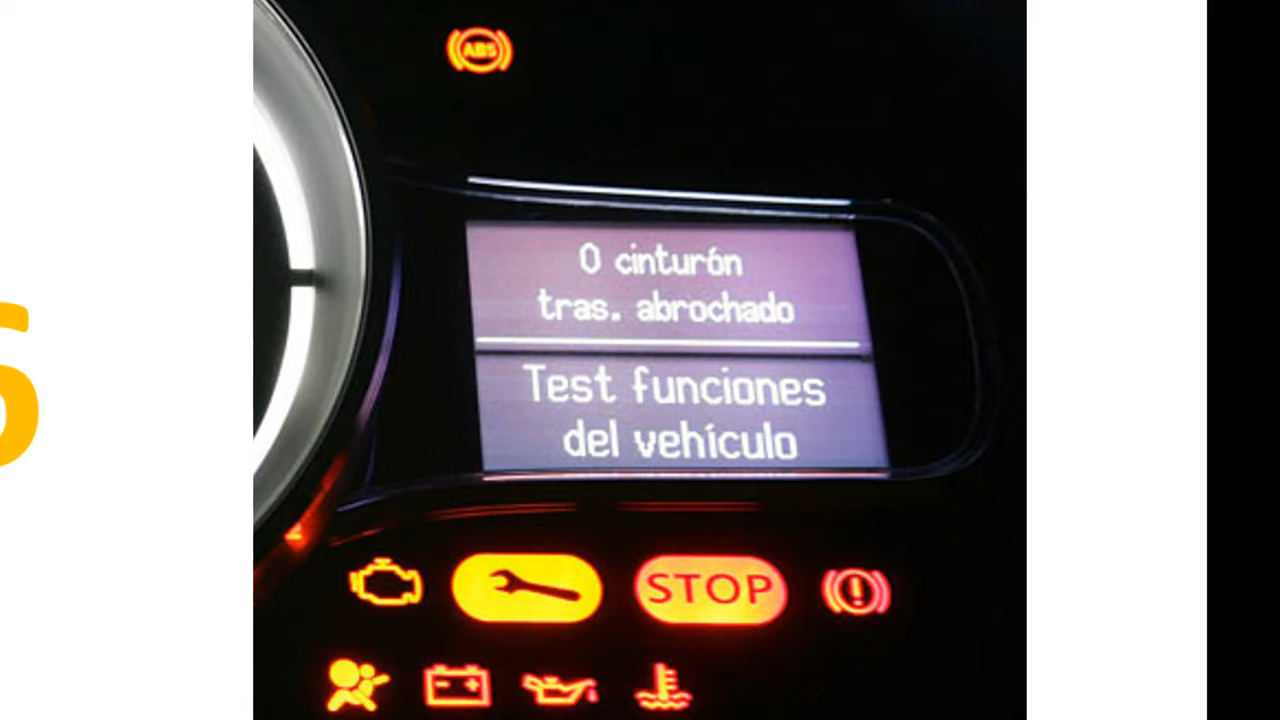 ABS
0 cinturón
tras. abrochado
Test funciones
del vehículo
STOP